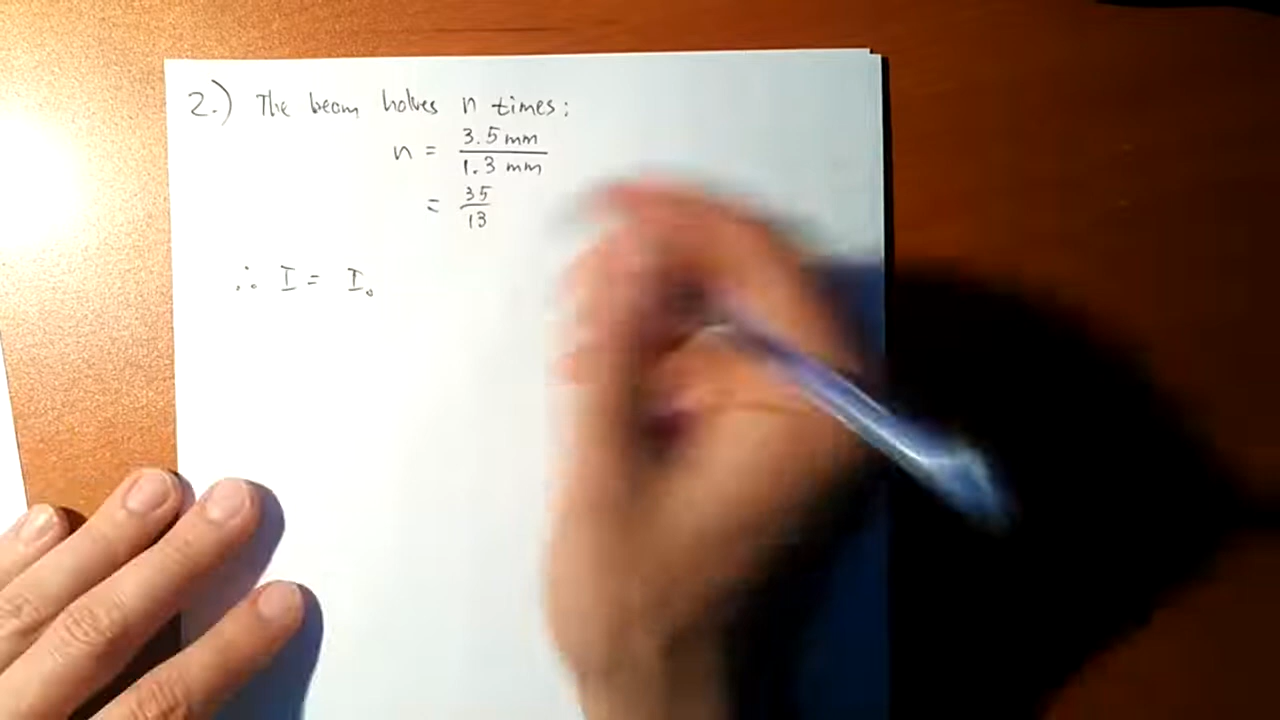 2.) The beam halves n times:
n = 3.5 mm / 1.3 mm
= 35 / 13
∴ I = I₀